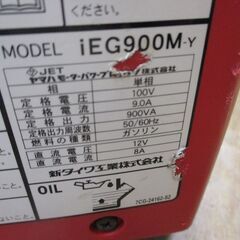 ください。
MODEL iEG900M-Y
JET
ヤマハモーターパワープロダクツ株式会社
相 単相
定格電圧 100V
定格電流 9.0A
定格出力 900VA
定格出力周波数 50/60Hz
燃料の種類 ガソリン
直流電圧 12V
直流電流 8A
新ダイワ工業株式会社
OIL